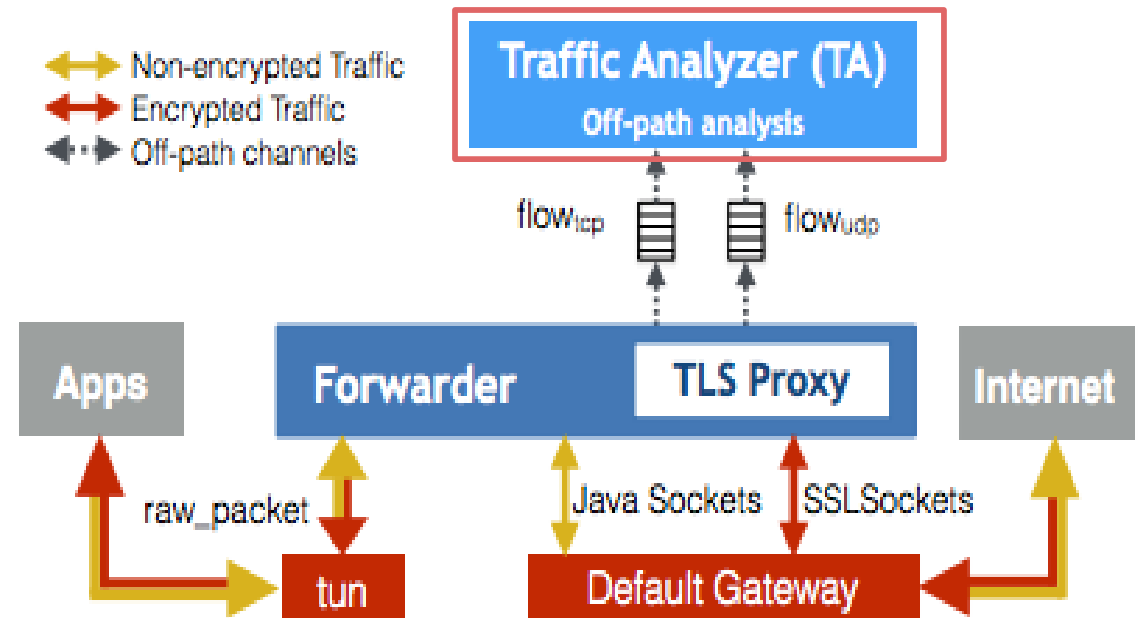 Non-encrypted Traffic
Encrypted Traffic
Off-path channels
Traffic Analyzer (TA)
Off-path analysis
flowtcp
flowudp
Apps
Forwarder
TLS Proxy
Internet
raw_packet
Java Sockets
SSLSockets
tun
Default Gateway